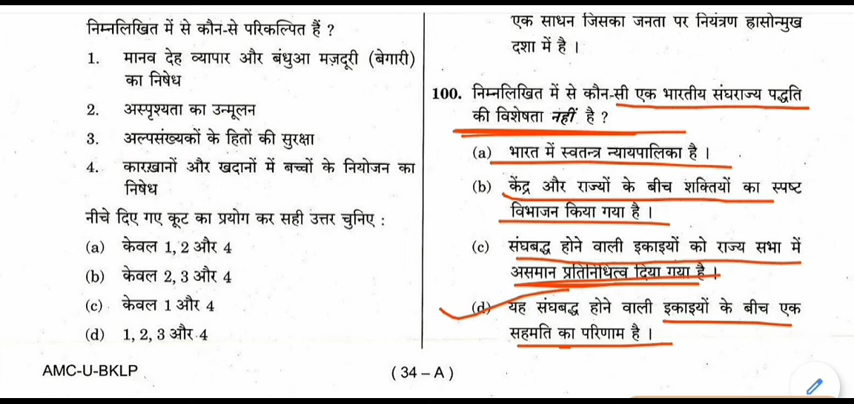 निम्नलिखित में से कौन-से परिकल्पित हैं ?
1. मानव देह व्यापार और बंधुआ मज़दूरी (बेगारी)
का निषेध
2. अस्पृश्यता का उन्मूलन
3. अल्पसंख्यकों के हितों की सुरक्षा
4. कारख़ानों और खदानों में बच्चों के नियोजन का
निषेध
नीचे दिए गए कूट का प्रयोग कर सही उत्तर चुनिए :
(a) केवल 1, 2 और 4
(b) केवल 2, 3 और 4
(c) केवल 1 और 4
(d) 1, 2, 3 और 4
एक साधन जिसका जनता पर नियंत्रण ह्रासोन्मुख
दशा में है ।
100. निम्नलिखित में से कौन-सी एक भारतीय संघराज्य पद्धति
की विशेषता नहीं है ?
(a) भारत में स्वतन्त्र न्यायपालिका है ।
(b) केंद्र और राज्यों के बीच शक्तियों का स्पष्ट
विभाजन किया गया है ।
(c) संघबद्ध होने वाली इकाइयों को राज्य सभा में
असमान प्रतिनिधित्व दिया गया है ।
(d) यह संघबद्ध होने वाली इकाइयों के बीच एक
सहमति का परिणाम है ।
AMC-U-BKLP
( 34 – A )